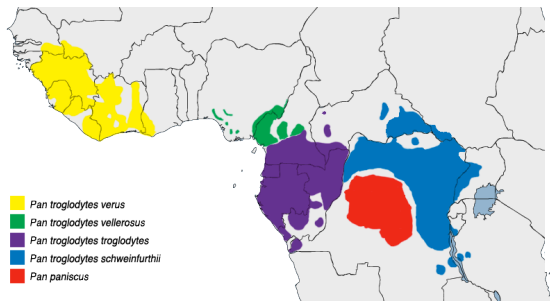 Pan troglodytes verus
Pan troglodytes vellerosus
Pan troglodytes troglodytes
Pan troglodytes schweinfurthii
Pan paniscus